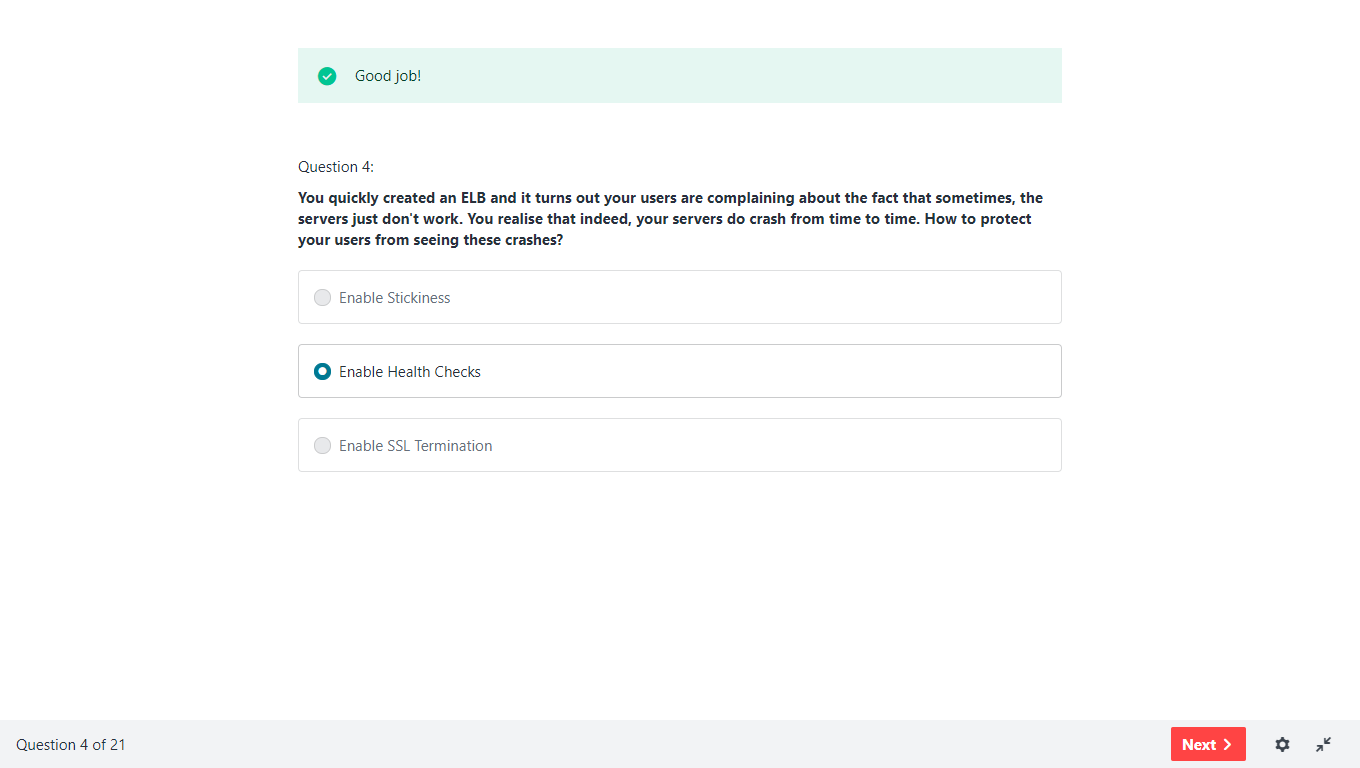 Good job!
Question 4:
You quickly created an ELB and it turns out your users are complaining about the fact that sometimes, the
servers just don't work. You realise that indeed, your servers do crash from time to time. How to protect
your users from seeing these crashes?
Enable Stickiness
Enable Health Checks
Enable SSL Termination
Question 4 of 21
Next